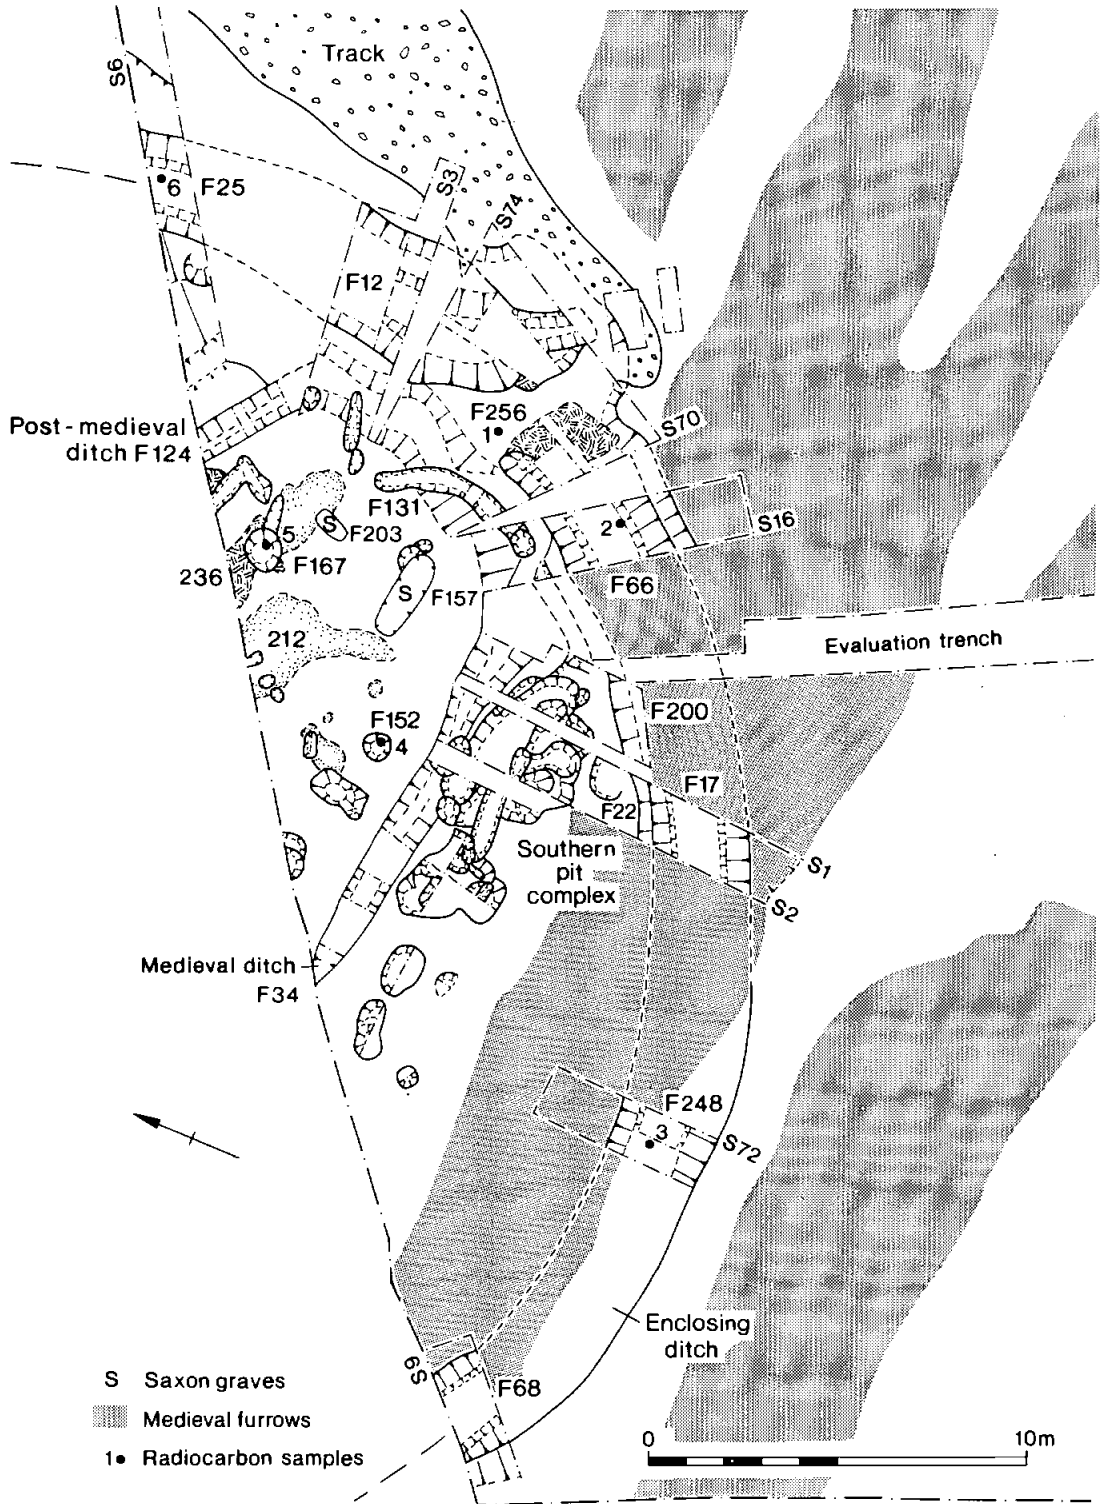 Track
S6
S3
6 F25
S74
F12
F256
1
S70
Post-medieval
ditch F124
F131
S16
2
5
S
F203
F167
236
F66
S
F157
212
Evaluation trench
F152
4
F200
F17
F22
S1
Southern
pit
complex
S2
Medieval ditch
F34
F248
3
S72
Enclosing
ditch
S9
F68
S Saxon graves
Medieval furrows
1 Radiocarbon samples
0 10m